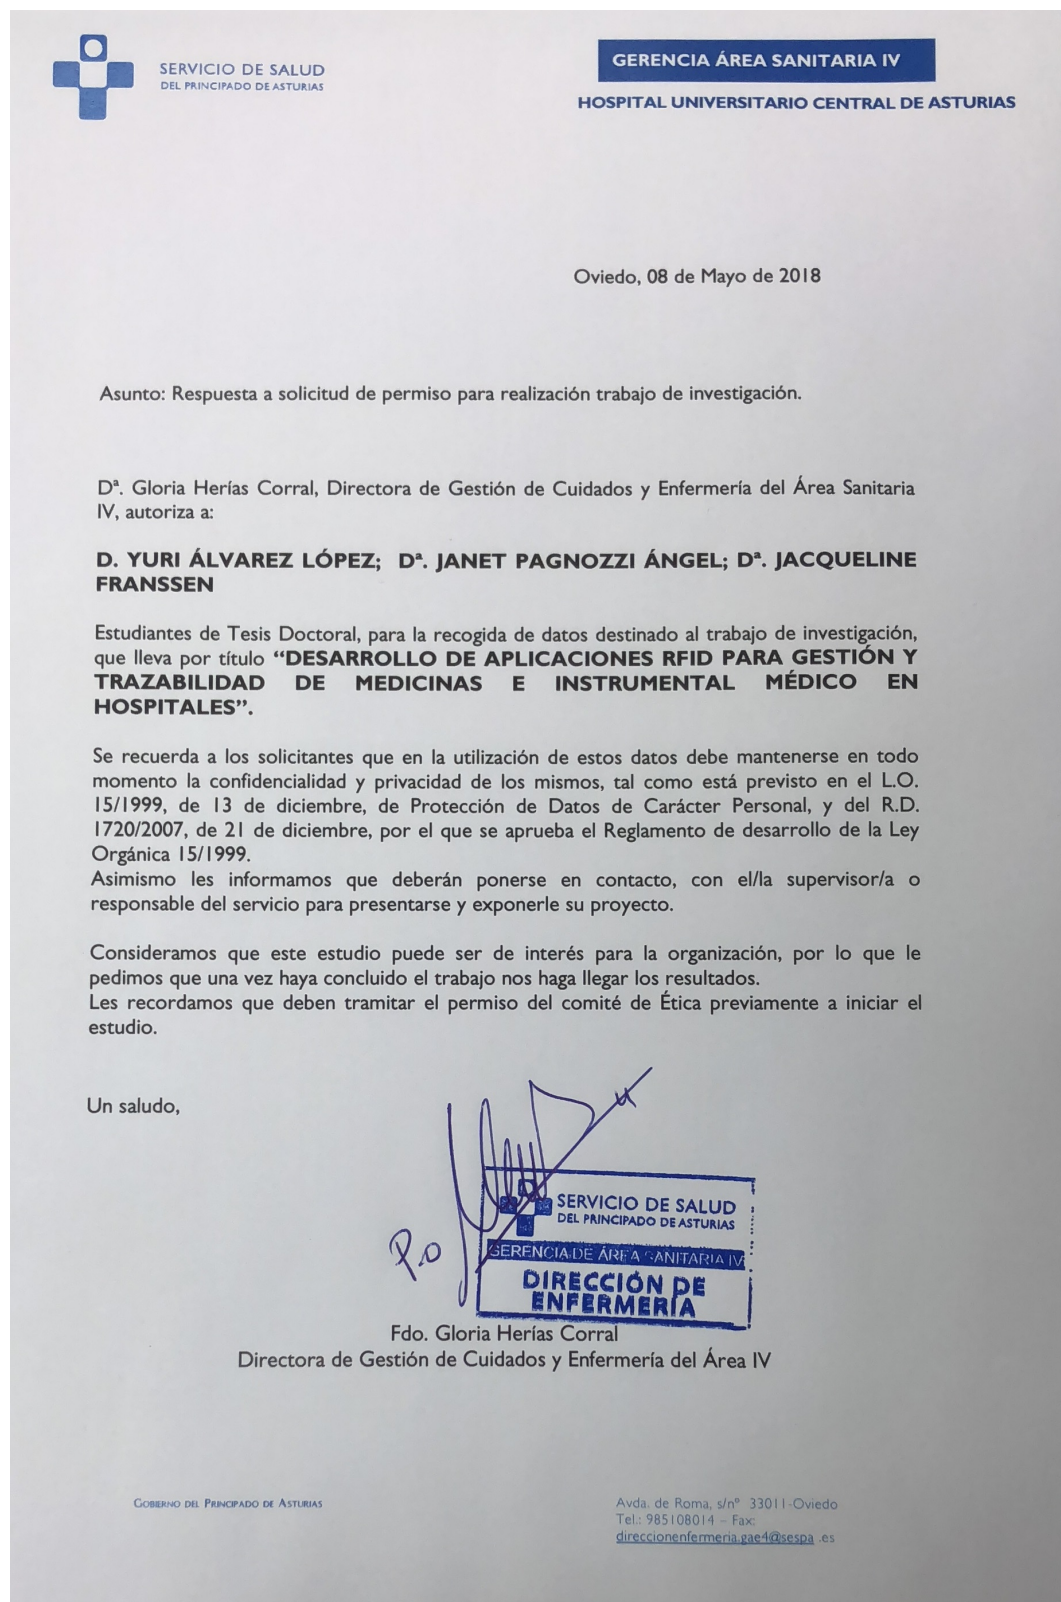 SERVICIO DE SALUD
DEL PRINCIPADO DE ASTURIAS
GERENCIA ÁREA SANITARIA IV
HOSPITAL UNIVERSITARIO CENTRAL DE ASTURIAS
Oviedo, 08 de Mayo de 2018
Asunto: Respuesta a solicitud de permiso para realización trabajo de investigación.
Dª. Gloria Herías Corral, Directora de Gestión de Cuidados y Enfermería del Área Sanitaria
IV, autoriza a:
D. YURI ÁLVAREZ LÓPEZ; Dª. JANET PAGNOZZI ÁNGEL; Dª. JACQUELINE
FRANSSEN
Estudiantes de Tesis Doctoral, para la recogida de datos destinado al trabajo de investigación,
que lleva por título “DESARROLLO DE APLICACIONES RFID PARA GESTIÓN Y
TRAZABILIDAD DE MEDICINAS E INSTRUMENTAL MÉDICO EN
HOSPITALES”.
Se recuerda a los solicitantes que en la utilización de estos datos debe mantenerse en todo
momento la confidencialidad y privacidad de los mismos, tal como está previsto en el L.O.
15/1999, de 13 de diciembre, de Protección de Datos de Carácter Personal, y del R.D.
1720/2007, de 21 de diciembre, por el que se aprueba el Reglamento de desarrollo de la Ley
Orgánica 15/1999.
Asimismo les informamos que deberán ponerse en contacto, con el/la supervisor/a o
responsable del servicio para presentarse y exponerle su proyecto.
Consideramos que este estudio puede ser de interés para la organización, por lo que le
pedimos que una vez haya concluido el trabajo nos haga llegar los resultados.
Les recordamos que deben tramitar el permiso del comité de Ética previamente a iniciar el
estudio.
Un saludo,
SERVICIO DE SALUD
DEL PRINCIPADO DE ASTURIAS
P.O
GERENCIA DE ÁREA SANITARIA IV
DIRECCIÓN DE
ENFERMERÍA
Fdo. Gloria Herías Corral
Directora de Gestión de Cuidados y Enfermería del Área IV
GOBIERNO DEL PRINCIPADO DE ASTURIAS
Avda. de Roma, s/nº 33011-Oviedo
Tel.: 985108014 – Fax:
direccionenfermeria.gae4@sespa .es